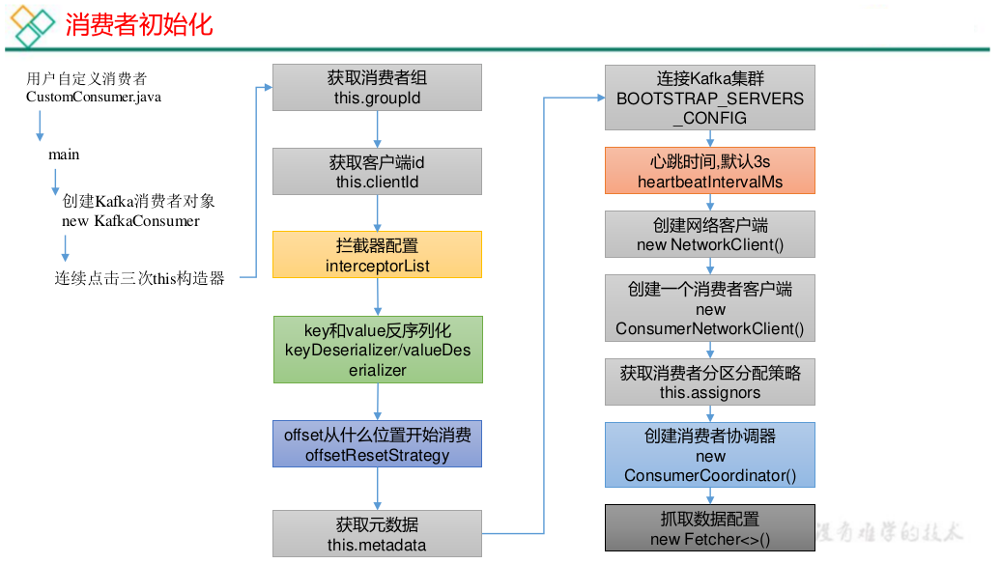 消费者初始化
用户自定义消费者
CustomConsumer.java
main
创建Kafka消费者对象
new KafkaConsumer
连续点击三次this构造器
获取消费者组
this.groupId
获取客户端id
this.clientId
拦截器配置
interceptorList
key和value反序列化
keyDeserializer/valueDes
erializer
offset从什么位置开始消费
offsetResetStrategy
获取元数据
this.metadata
连接Kafka集群
BOOTSTRAP_SERVERS
_CONFIG
心跳时间,默认3s
heartbeatIntervalMs
创建网络客户端
new NetworkClient()
创建一个消费者客户端
new
ConsumerNetworkClient()
获取消费者分区分配策略
this.assignors
创建消费者协调器
new
ConsumerCoordinator()
抓取数据配置
new Fetcher<>()
没有难学的技术